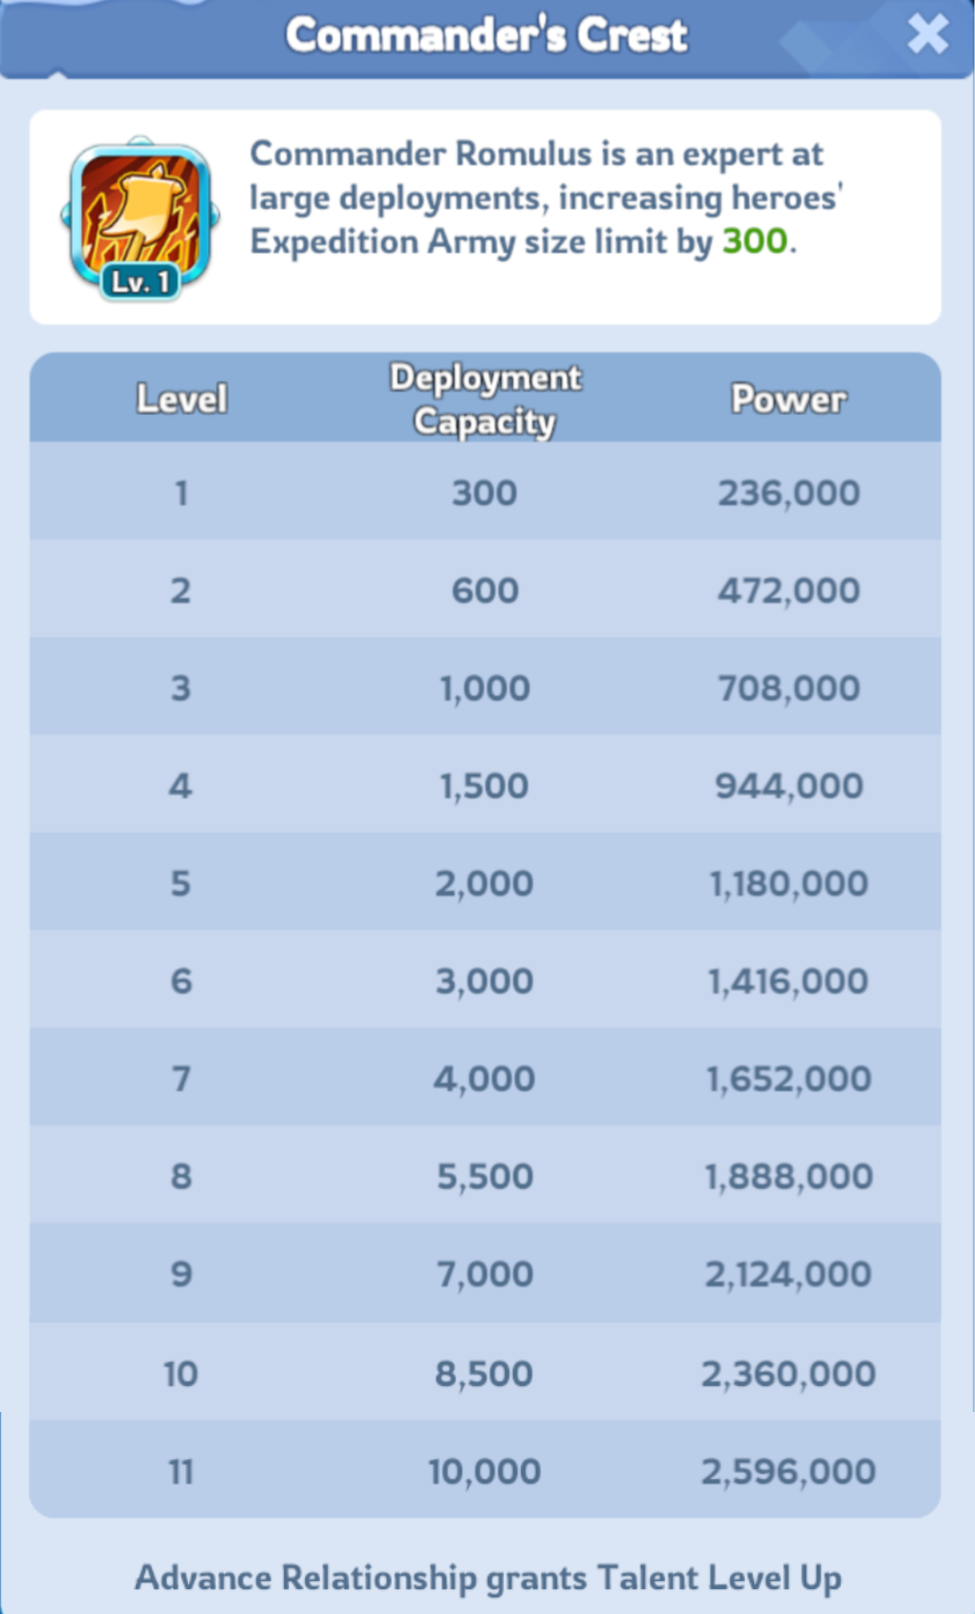 Commander's Crest
Commander Romulus is an expert at
large deployments, increasing heroes'
Expedition Army size limit by 300.
Lv. 1
Level Deployment Capacity Power
1 300 236,000
2 600 472,000
3 1,000 708,000
4 1,500 944,000
5 2,000 1,180,000
6 3,000 1,416,000
7 4,000 1,652,000
8 5,500 1,888,000
9 7,000 2,124,000
10 8,500 2,360,000
11 10,000 2,596,000
Advance Relationship grants Talent Level Up